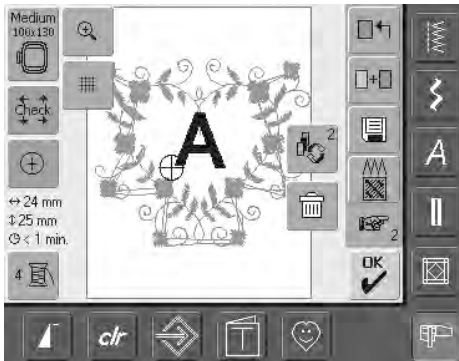 Medium
100x130
Check
A
2
24 mm
25 mm
< 1 min.
2
4
OK
A
clr